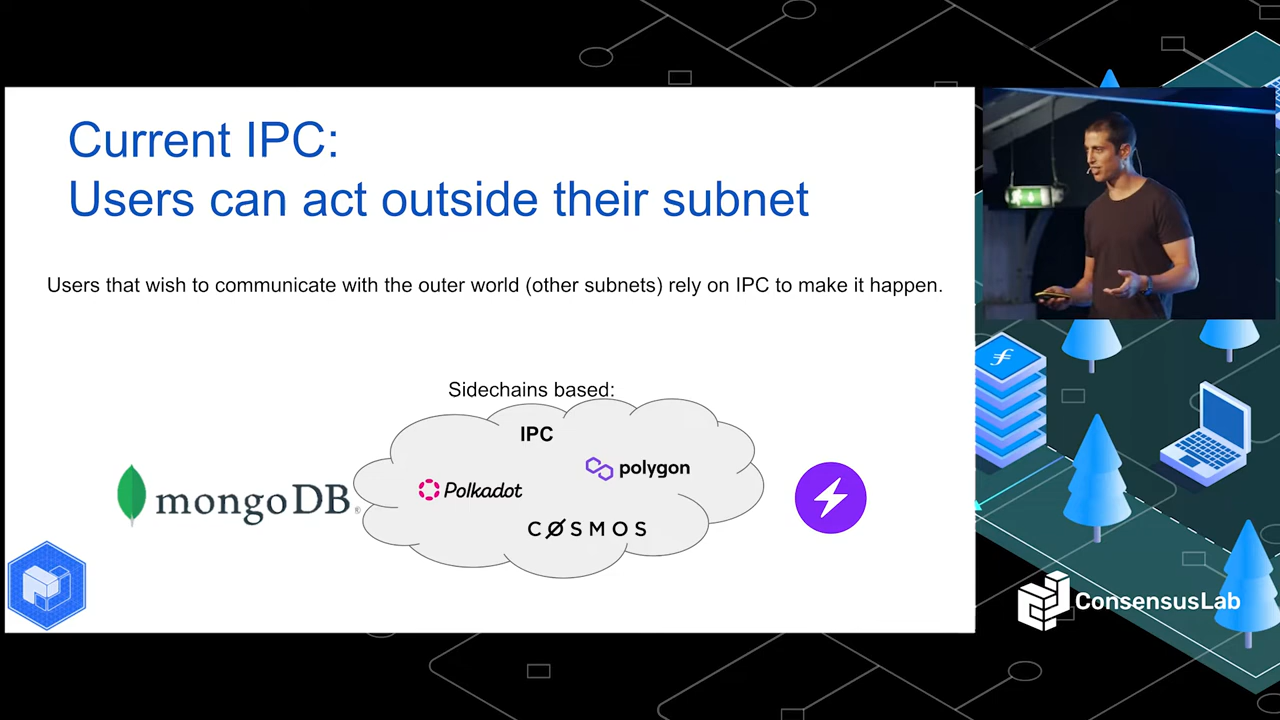 Current IPC:
Users can act outside their subnet
Users that wish to communicate with the outer world (other subnets) rely on IPC to make it happen.
Sidechains based:
IPC
polygon
Polkadot
mongoDB®
CØSMOS
ConsensusLab